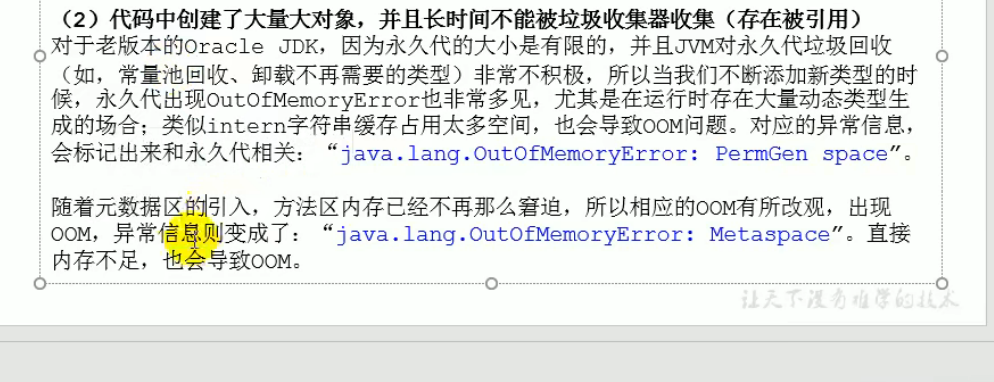 （2）代码中创建了大量大对象，并且长时间不能被垃圾收集器收集（存在被引用）
对于老版本的Oracle JDK，因为永久代的大小是有限的，并且JVM对永久代垃圾回收
（如，常量池回收、卸载不再需要的类型）非常不积极，所以当我们不断添加新类型的时
候，永久代出现OutOfMemoryError也非常多见，尤其是在运行时存在大量动态类型生
成的场合；类似intern字符串缓存占用太多空间，也会导致OOM问题。对应的异常信息，
会标记出来和永久代相关：“java.lang.OutOfMemoryError: PermGen space”。
随着元数据区的引入，方法区内存已经不再那么窘迫，所以相应的OOM有所改观，出现
OOM，异常信息则变成了：“java.lang.OutOfMemoryError: Metaspace”。直接
内存不足，也会导致OOM。
让天下没有难学的技术